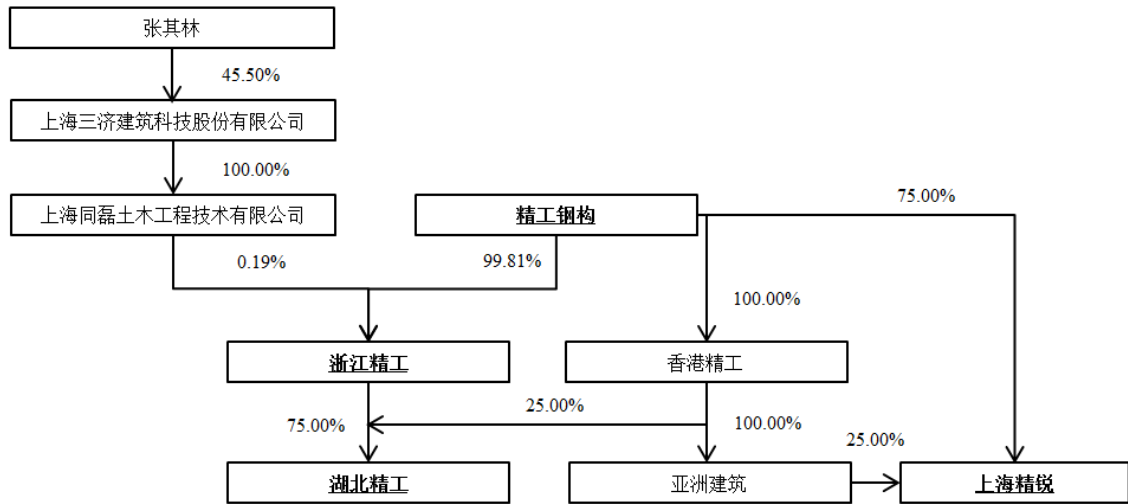 张其林
45.50%
上海三济建筑科技股份有限公司
100.00%
上海同磊土木工程技术有限公司
精工钢构
75.00%
0.19%
99.81%
100.00%
浙江精工
香港精工
25.00%
75.00%
100.00%
25.00%
湖北精工
亚洲建筑
上海精锐